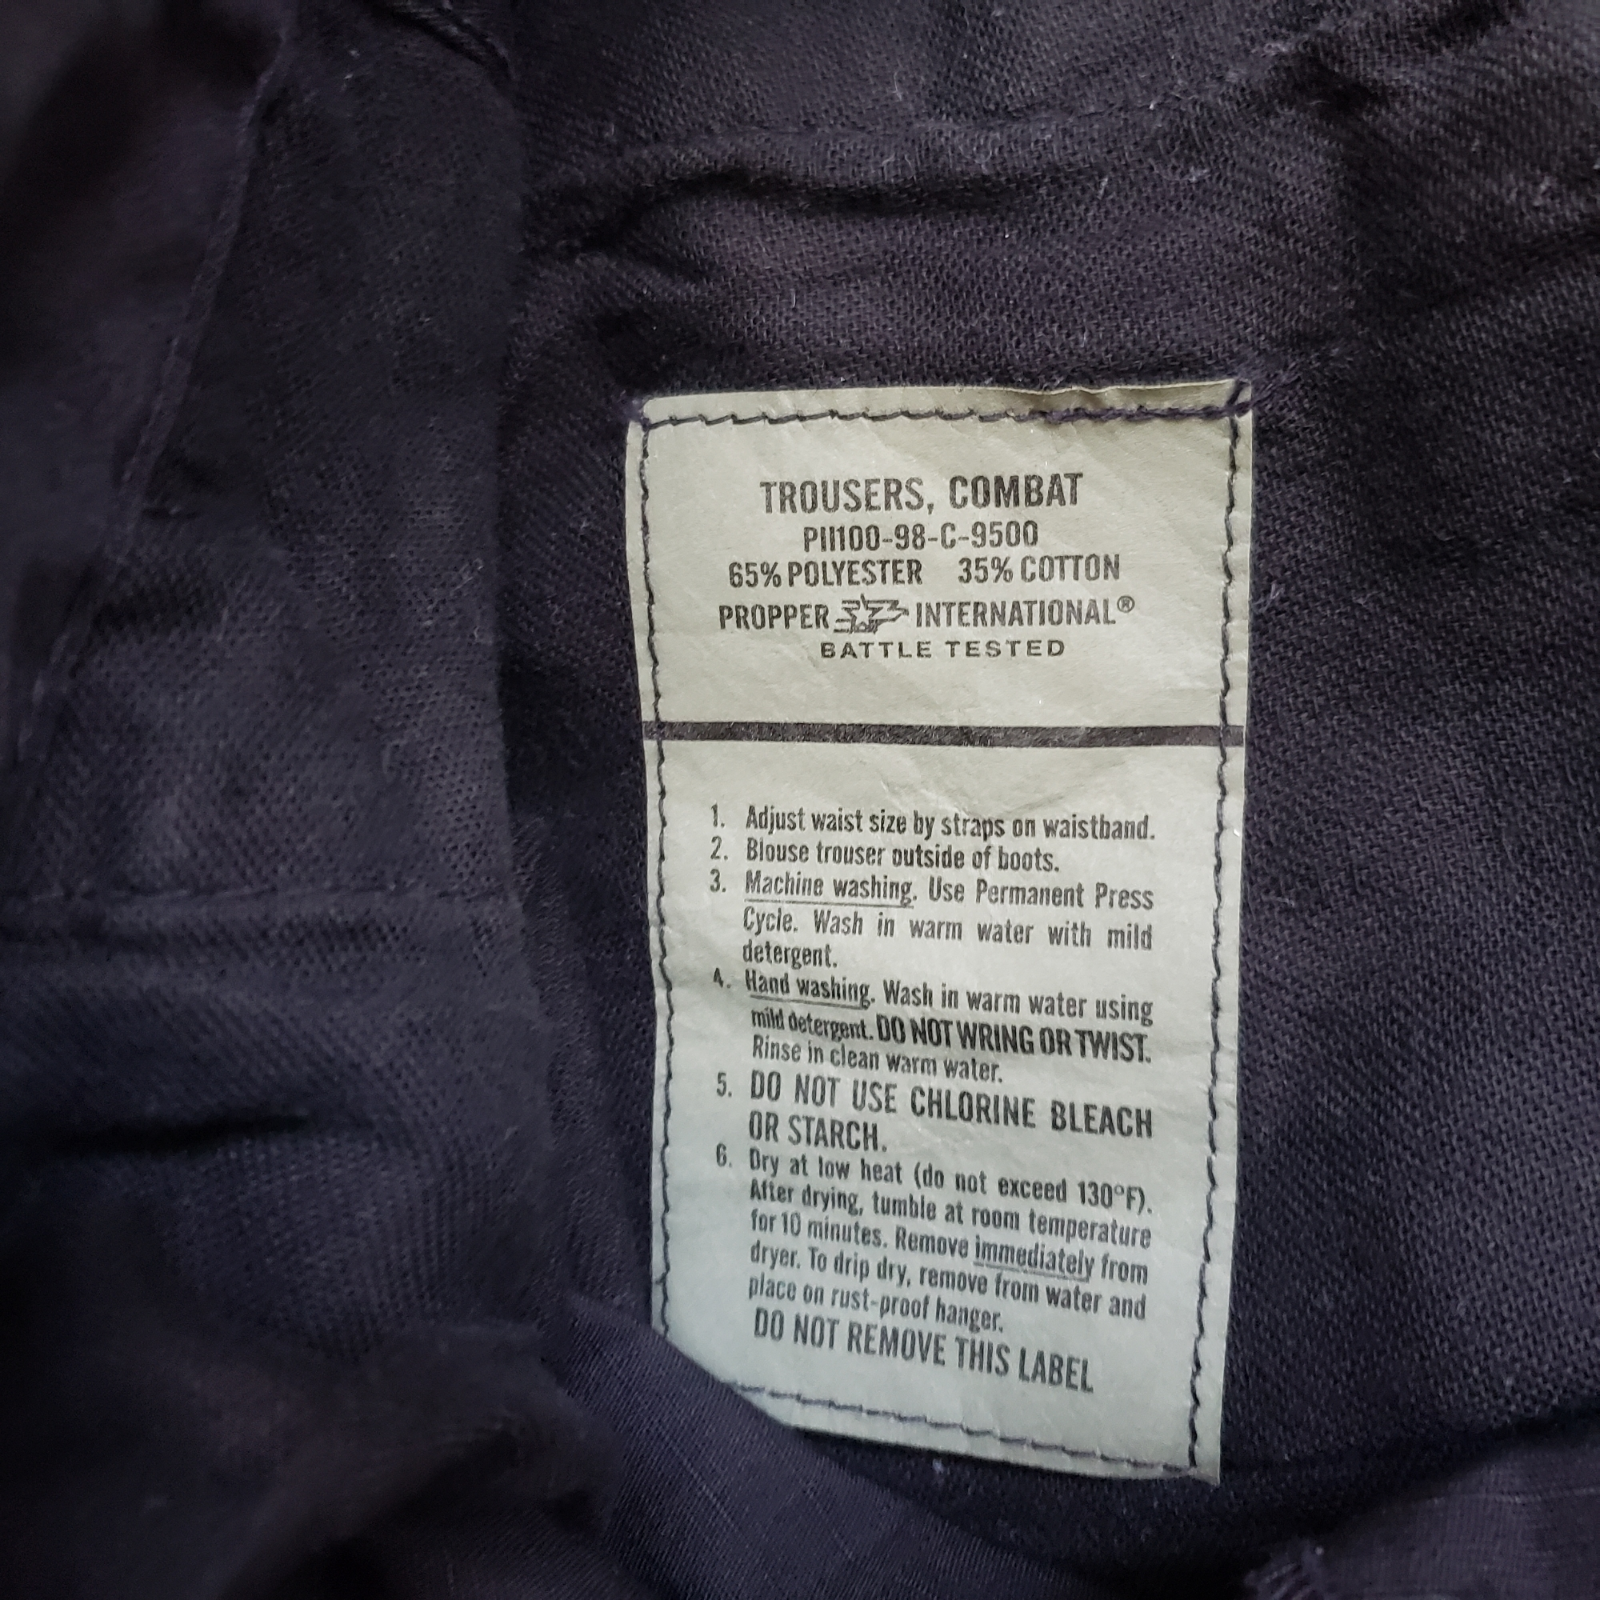 TROUSERS, COMBAT
PII100-98-C-9500
65% POLYESTER 35% COTTON
PROPPER INTERNATIONAL®
BATTLE TESTED
1. Adjust waist size by straps on waistband.
2. Blouse trouser outside of boots.
3. Machine washing. Use Permanent Press
Cycle. Wash in warm water with mild
detergent.
4. Hand washing. Wash in warm water using
mild detergent. DO NOT WRING OR TWIST.
Rinse in clean warm water.
5. DO NOT USE CHLORINE BLEACH
OR STARCH.
6. Dry at low heat (do not exceed 130°F).
After drying, tumble at room temperature
for 10 minutes. Remove immediately from
dryer. To drip dry, remove from water and
place on rust-proof hanger.
DO NOT REMOVE THIS LABEL